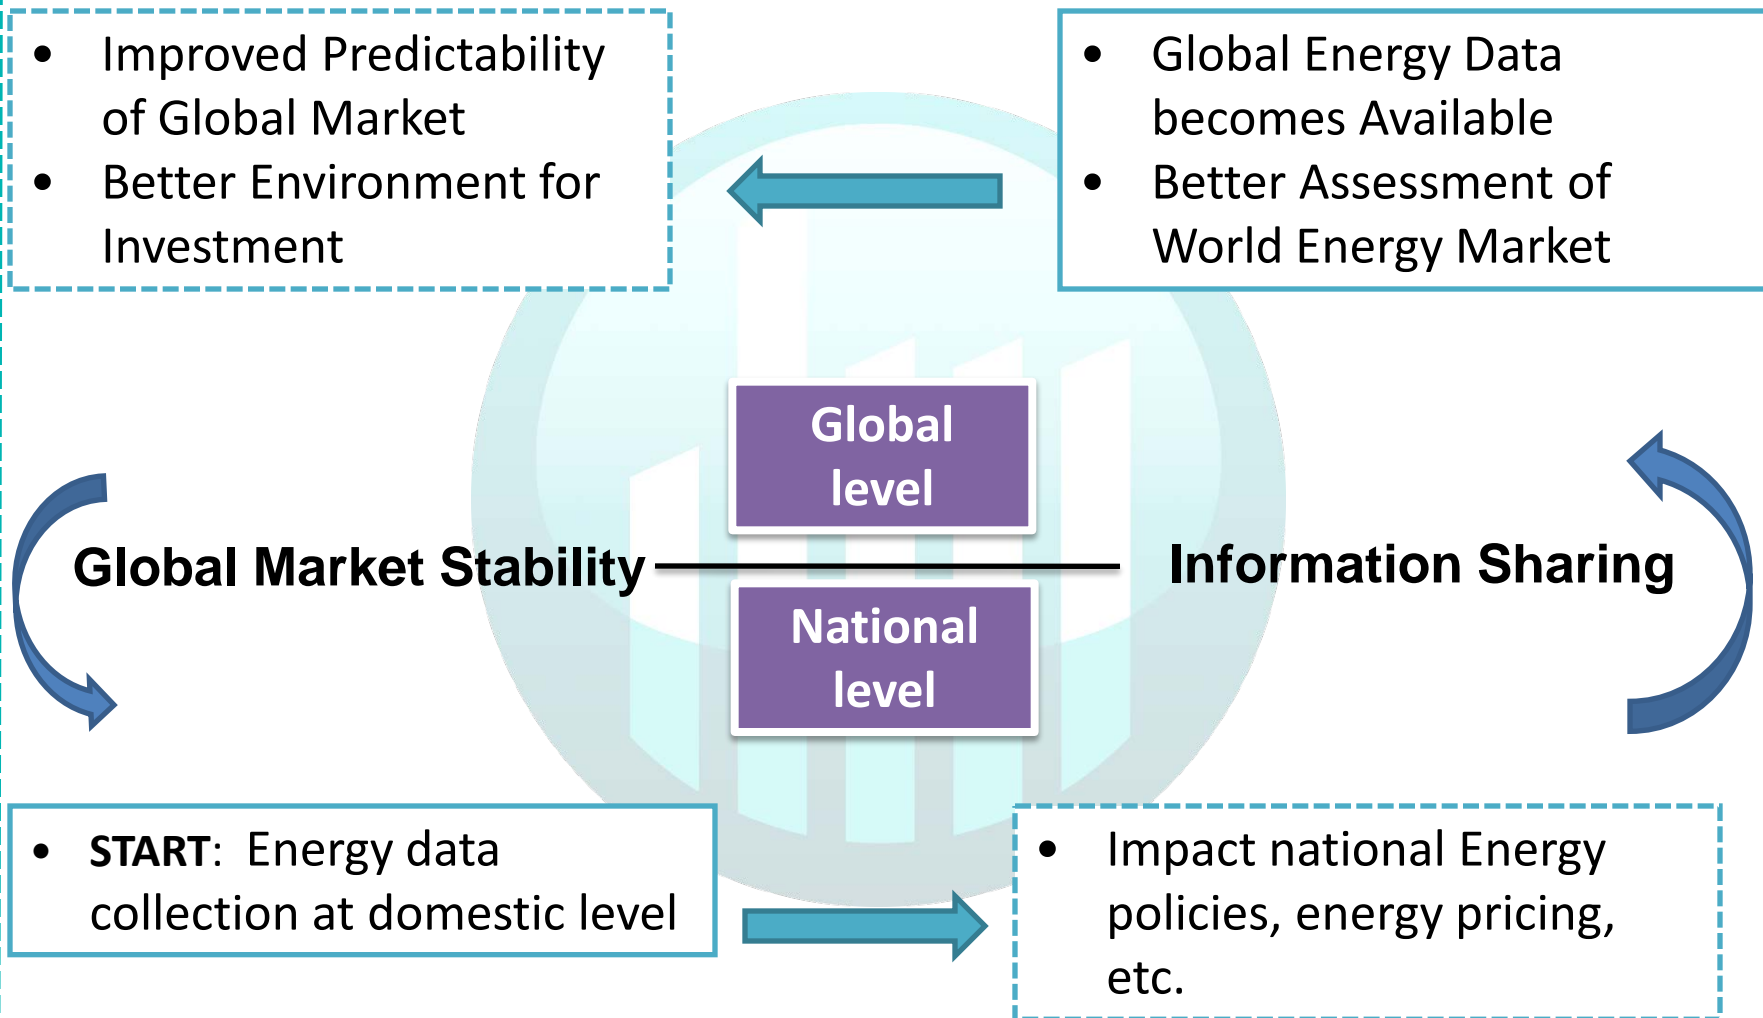 • Improved Predictability
of Global Market
• Better Environment for
Investment
• Global Energy Data
becomes Available
• Better Assessment of
World Energy Market
Global
level
Global Market Stability
Information Sharing
National
level
• START: Energy data
collection at domestic level
• Impact national Energy
policies, energy pricing,
etc.